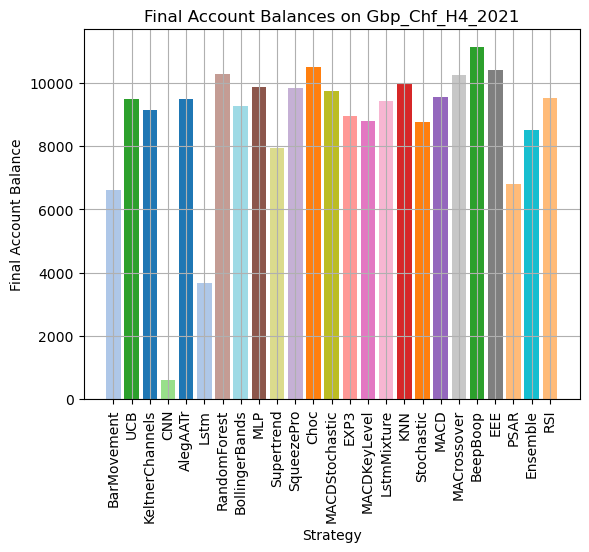 Final Account Balances on Gbp_Chf_H4_2021
Final Account Balance
10000
8000
6000
4000
2000
0
BarMovement
UCB
KeltnerChannels
CNN
AlegAATr
Lstm
RandomForest
BollingerBands
MLP
Supertrend
SqueezePro
Choc
MACDStochastic
EXP3
MACDKeyLevel
LstmMixture
KNN
Stochastic
MACD
MACrossover
BeepBoop
EEE
PSAR
Ensemble
RSI
Strategy